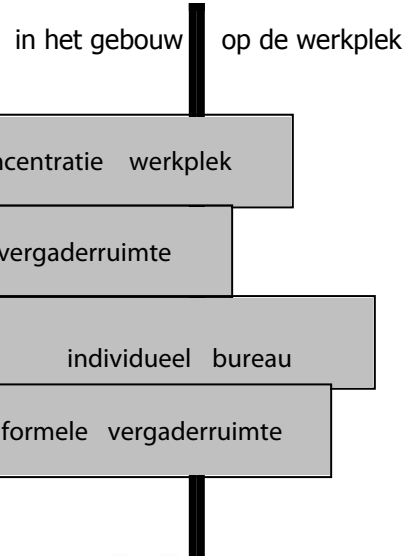 in het gebouw op de werkplek
ncentratie werkplek
vergaderruimte
individueel bureau
formele vergaderruimte